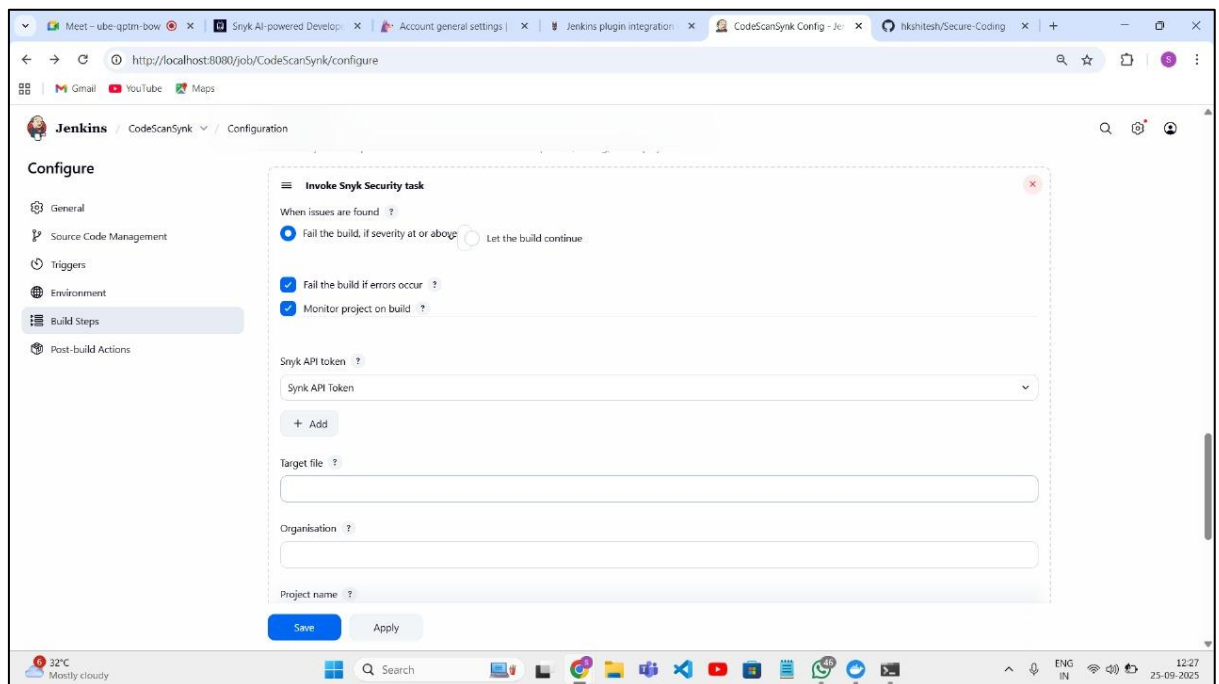 Meet – ube-qptm-bow
Snyk AI-powered Develop
Account general settings |
Jenkins plugin integration
CodeScanSynk Config - Je
hkshitesh/Secure-Coding
http://localhost:8080/job/CodeScanSynk/configure
S
Gmail
YouTube
Maps
Jenkins / CodeScanSynk / Configuration
Configure
General
Source Code Management
Triggers
Environment
Build Steps
Post-build Actions
Invoke Snyk Security task
When issues are found ?
Fail the build, if severity at or above
Let the build continue
Fail the build if errors occur ?
Monitor project on build ?
Snyk API token ?
Synk API Token
+ Add
Target file ?
Organisation ?
Project name ?
Save
Apply
6
32°C
Mostly cloudy
Search
46
ENG
IN
12:27
25-09-2025